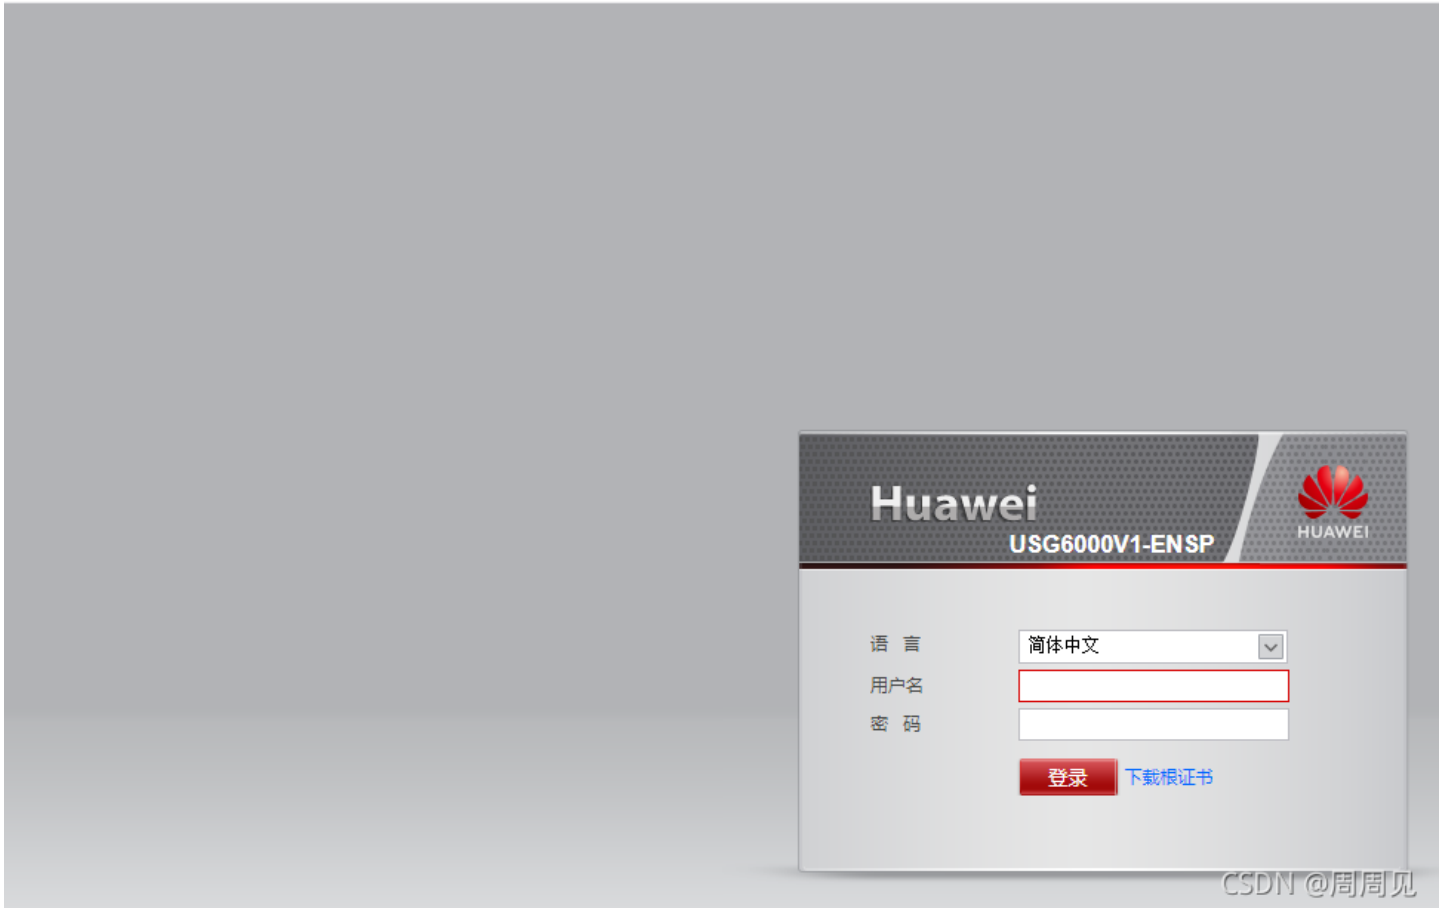 Huawei
USG6000V1-ENSP
HUAWEI
语 言
简体中文
用户名
密 码
登录 下载根证书
CSDN @周周见